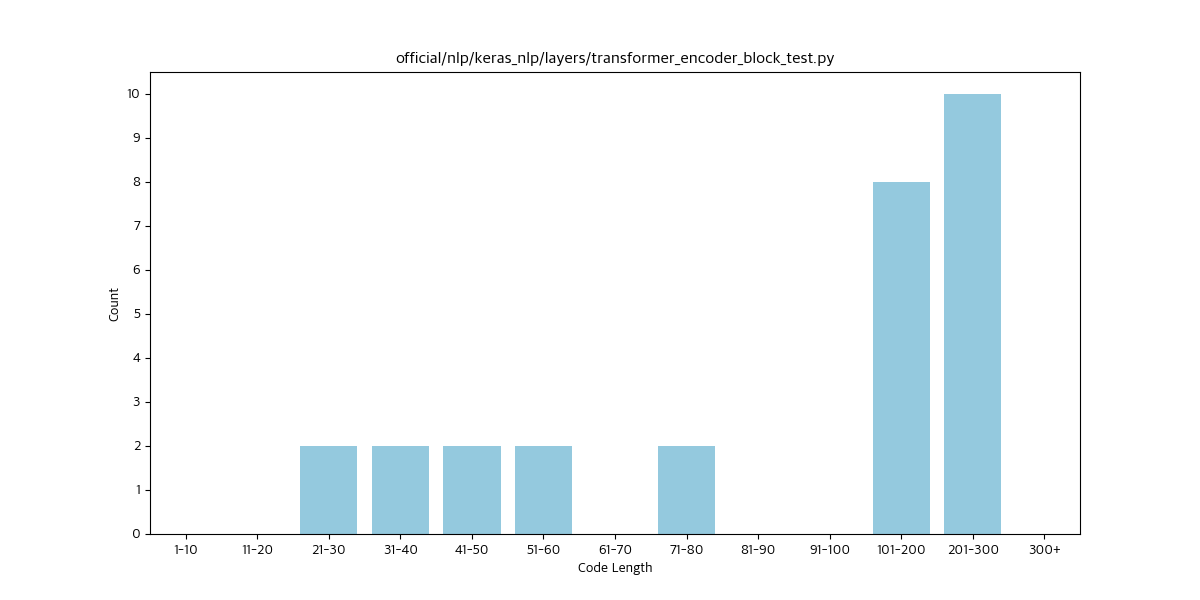 official/nlp/keras_nlp/layers/transformer_encoder_block_test.py
10
9
8
7
6
5
4
3
2
1
0
Count
1-10 11-20 21-30 31-40 41-50 51-60 61-70 71-80 81-90 91-100 101-200 201-300 300+
Code Length